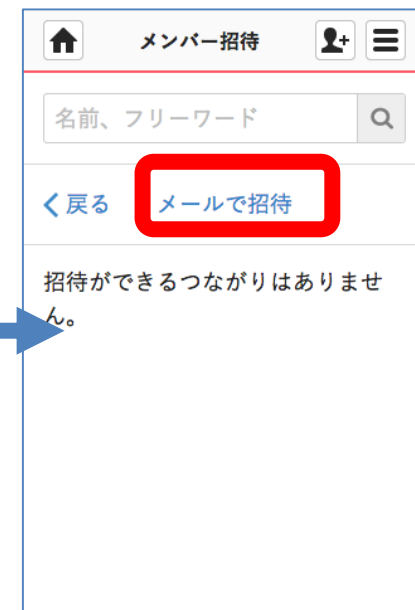 メンバー招待
名前、フリーワード
戻る メールで招待
招待ができるつながりはありませ
ん。